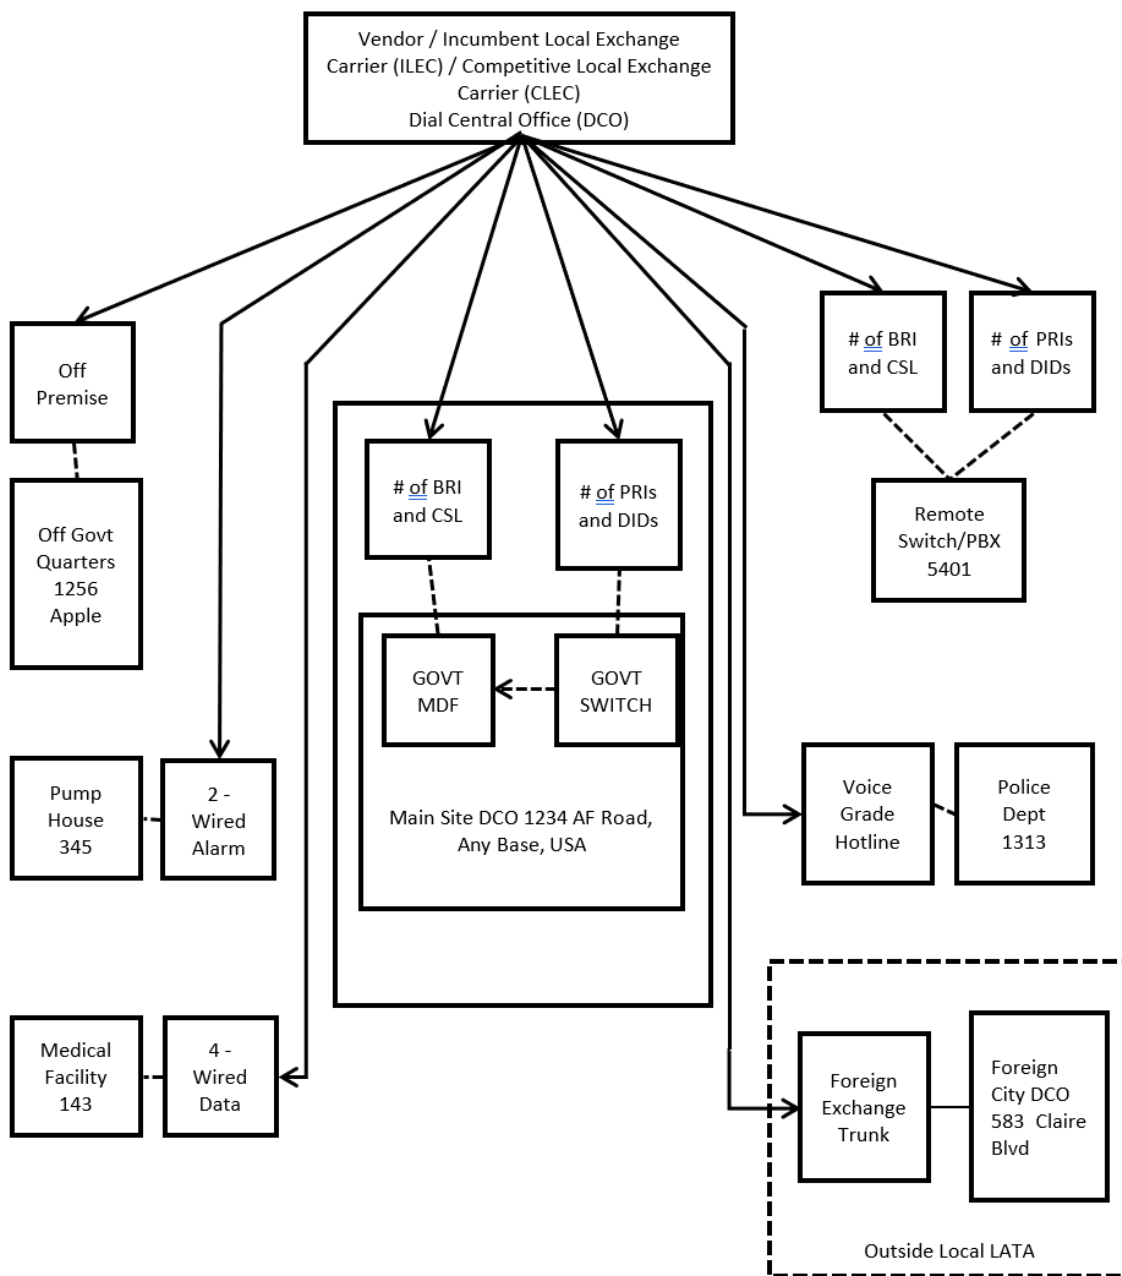 Vendor / Incumbent Local Exchange
Carrier (ILEC) / Competitive Local Exchange
Carrier (CLEC)
Dial Central Office (DCO)
Off
Premise
# of BRI
and CSL
# of PRIs
and DIDs
# of BRI
and CSL
# of PRIs
and DIDs
Off Govt
Quarters
1256
Apple
Remote
Switch/PBX
5401
GOVT
MDF
GOVT
SWITCH
Main Site DCO 1234 AF Road,
Any Base, USA
Pump
House
345
2 -
Wired
Alarm
Voice
Grade
Hotline
Police
Dept
1313
Medical
Facility
143
4 -
Wired
Data
Foreign
Exchange
Trunk
Foreign
City DCO
583 Claire
Blvd
Outside Local LATA